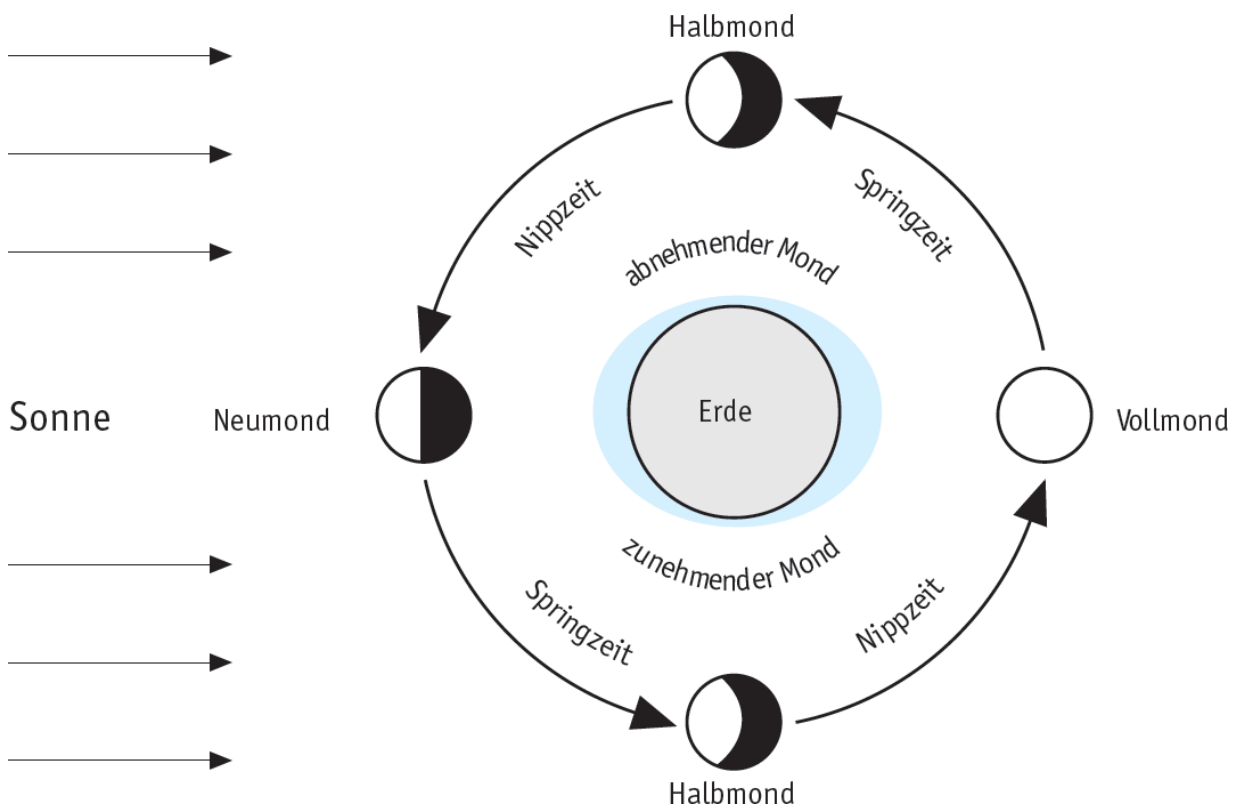 Halbmond
Nippzeit
Springzeit
abnehmender Mond
Sonne
Neumond
Erde
Vollmond
zunehmender Mond
Springzeit
Nippzeit
Halbmond